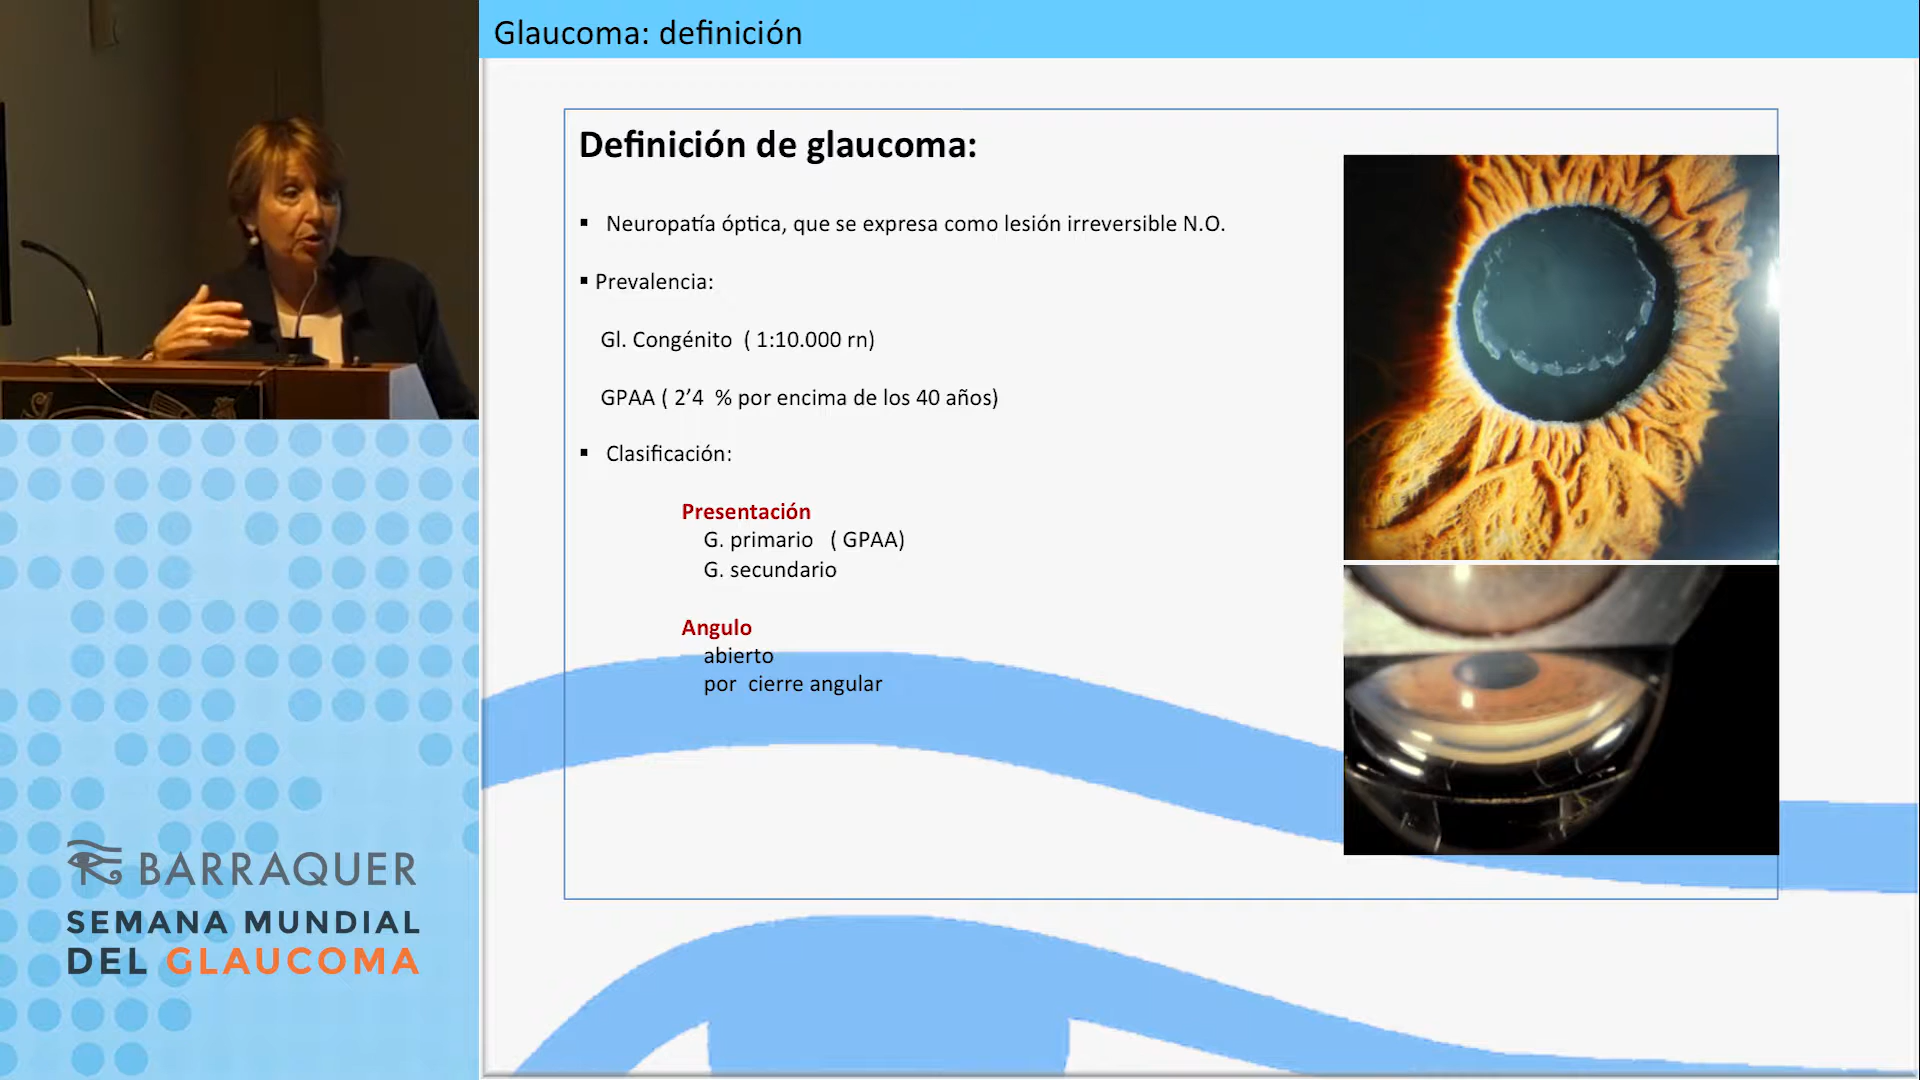 Glaucoma: definición
Definición de glaucoma:
▪ Neuropatía óptica, que se expresa como lesión irreversible N.O.
▪ Prevalencia:
Gl. Congénito ( 1:10.000 rn)
GPAA ( 2’4 % por encima de los 40 años)
▪ Clasificación:
Presentación
G. primario ( GPAA)
G. secundario
Angulo
abierto
por cierre angular
BARRAQUER
SEMANA MUNDIAL
DEL GLAUCOMA